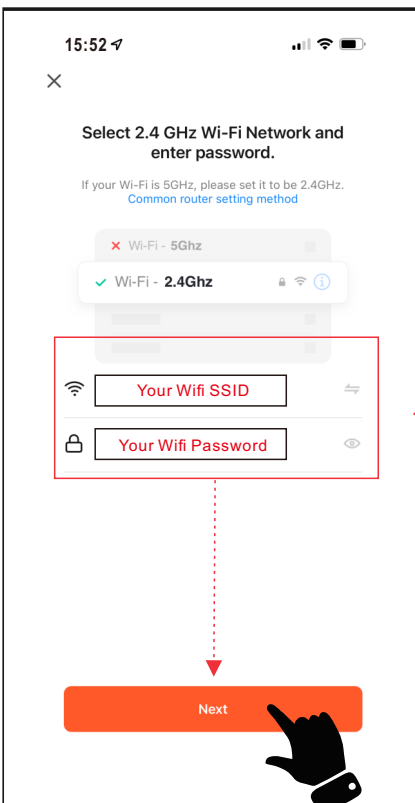 15:52
Select 2.4 GHz Wi-Fi Network and
enter password.
If your Wi-Fi is 5GHz, please set it to be 2.4GHz.
Common router setting method
Wi-Fi - 5Ghz
Wi-Fi - 2.4Ghz
Your Wifi SSID
Your Wifi Password
Next